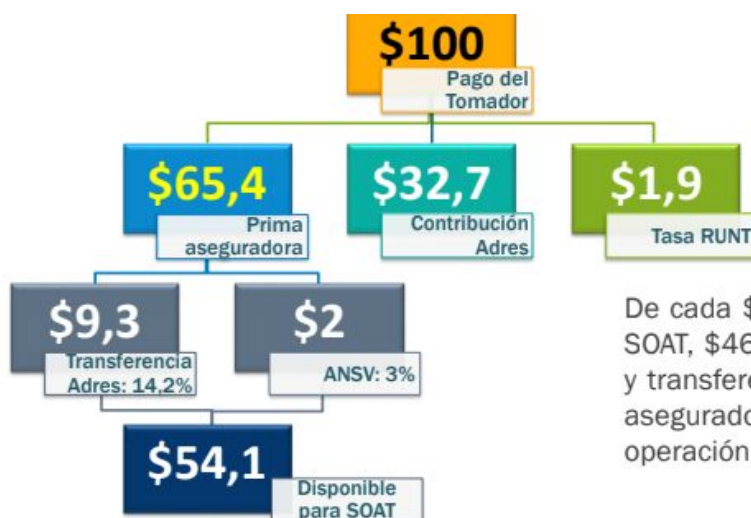 $100
Pago del
Tomador
$65,4
Prima
aseguradora
$32,7
Contribución
Adres
$1,9
Tasa RUNT
$9,3
Transferencia
Adres: 14,2%
$2
ANSV: 3%
$54,1
Disponible
para SOAT
De cada $
SOAT, $46
y transfere
asegurado
operación